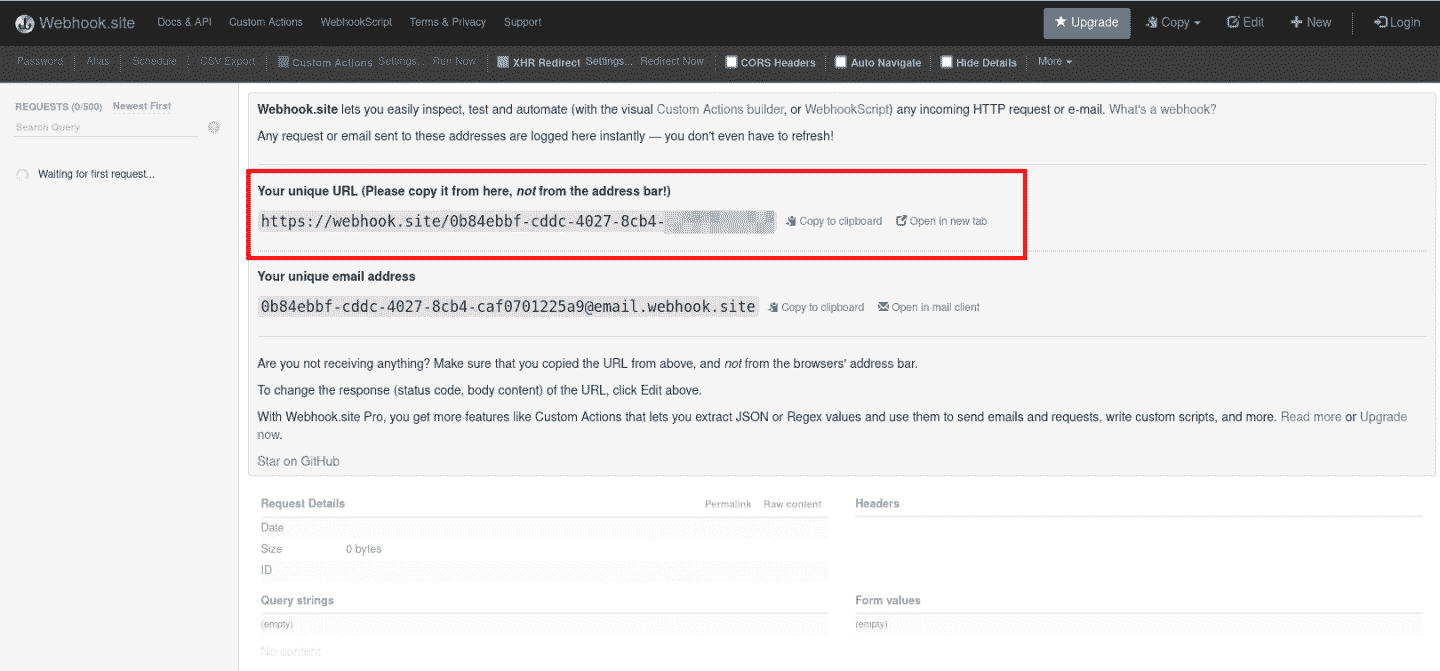 Webhook.site Docs & API Custom Actions WebhookScript Terms & Privacy Support Upgrade Copy Edit New Login
Password Alias Schedule CSV Export Custom Actions Settings... Run Now XHR Redirect Settings... Redirect Now CORS Headers Auto Navigate Hide Details More
REQUESTS (0/500) Newest First
Search Query
Waiting for first request...
Webhook.site lets you easily inspect, test and automate (with the visual Custom Actions builder, or WebhookScript) any incoming HTTP request or e-mail. What's a webhook?
Any request or email sent to these addresses are logged here instantly — you don't even have to refresh!
Your unique URL (Please copy it from here, not from the address bar!)
https://webhook.site/0b84ebbf-cddc-4027-8cb4- Copy to clipboard Open in new tab
Your unique email address
0b84ebbf-cddc-4027-8cb4-caf0701225a9@email.webhook.site Copy to clipboard Open in mail client
Are you not receiving anything? Make sure that you copied the URL from above, and not from the browsers' address bar.
To change the response (status code, body content) of the URL, click Edit above.
With Webhook.site Pro, you get more features like Custom Actions that lets you extract JSON or Regex values and use them to send emails and requests, write custom scripts, and more. Read more or Upgrade
now.
Star on GitHub
Request Details Permalink Raw content Headers
Date
Size 0 bytes
ID
Query strings Form values
(empty) (empty)
No content